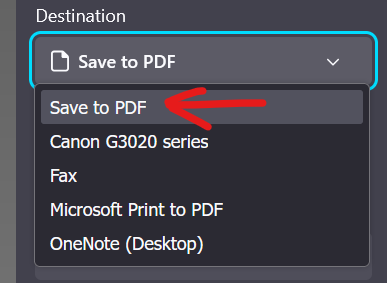 Destination
Save to PDF
Save to PDF
Canon G3020 series
Fax
Microsoft Print to PDF
OneNote (Desktop)